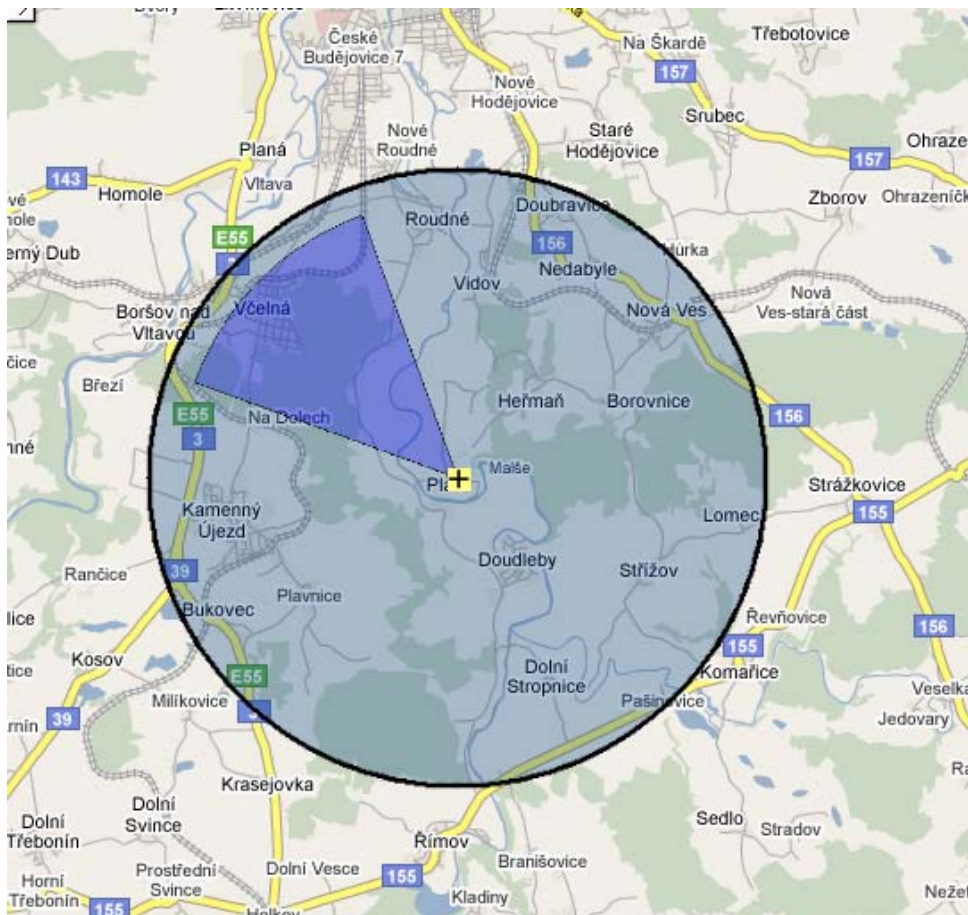 České
Budějovice 7
Na Škardě
Třebotovice
157
Nové
Hodějovice
Srubec
Nové
Roudné
Staré
Hodějovice
Planá
157
143
Homole
Vltava
Zborov
Doubravice
Roudné
E55
156
Nedabyle
Vidov
Nová
Ves-stará část
Včelná
Boršov nad
Vltavou
Nová Ves
Březí
Heřmaň
Borovnice
E55
3
Na Dolech
156
Malše
Strážkovice
155
Kamenný
Újezd
Lomec
Doudleby
Střížov
39
Rančice
Plavnice
Bukovec
Řevňovice
156
155
Kosov
E55
Dolní
Stropnice
Komařice
Milíkovice
Pašinovice
39
Jedovary
Krasejovka
Dolní
Svince
Dolní
Třebonín
Sedlo
Stradov
Římov
Branišovice
Prostřední
Svince
Dolní Vesce
155
Horní
Třebonín
Kladiny
155